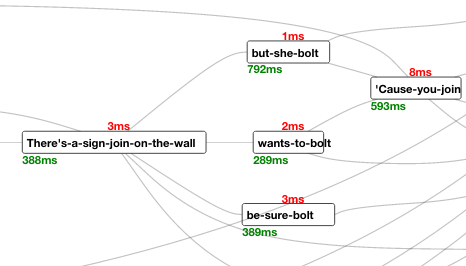 1ms
but-she-bolt
792ms
8ms
'Cause-you-join
593ms
3ms
There's-a-sign-join-on-the-wall
388ms
2ms
wants-to-bolt
289ms
3ms
be-sure-bolt
389ms